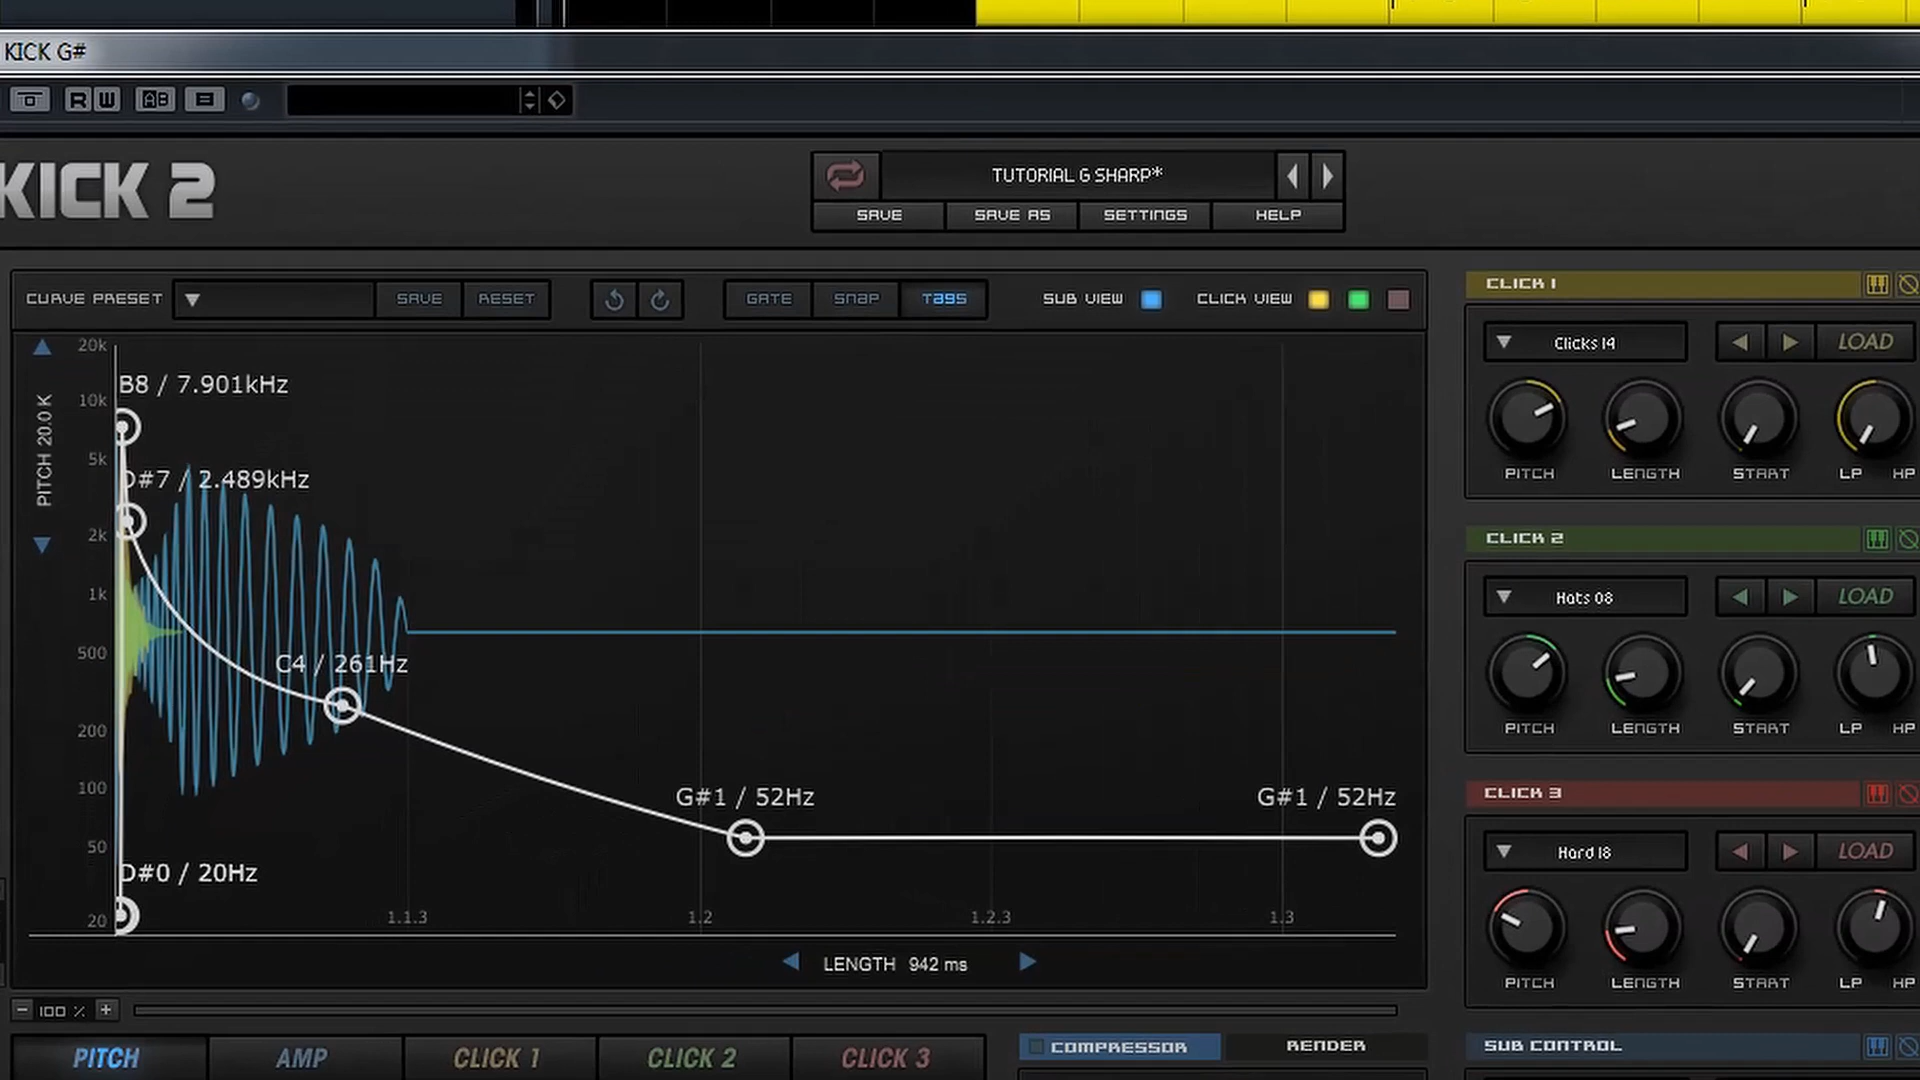 KICK G#
R W AB
KICK 2
TUTORIAL G SHARP*
SAVE SAVE AS SETTINGS HELP
CURVE PRESET SAVE RESET GATE SNAP TAGS SUB VIEW CLICK VIEW
PITCH 20.0 K
20k
B8 / 7.901kHz
10k
5k
D#7 / 2.489kHz
2k
1k
500
C4 / 261Hz
200
100
G#1 / 52Hz G#1 / 52Hz
50
D#0 / 20Hz
20
1.1.3 1.2 1.2.3 1.3
LENGTH 942 ms
100 %
PITCH AMP CLICK 1 CLICK 2 CLICK 3
COMPRESSOR RENDER
CLICK 1
Clicks 14 LOAD
PITCH LENGTH START LP HP
CLICK 2
Hats 08 LOAD
PITCH LENGTH START LP HP
CLICK 3
Hard 18 LOAD
PITCH LENGTH START LP HP
SUB CONTROL